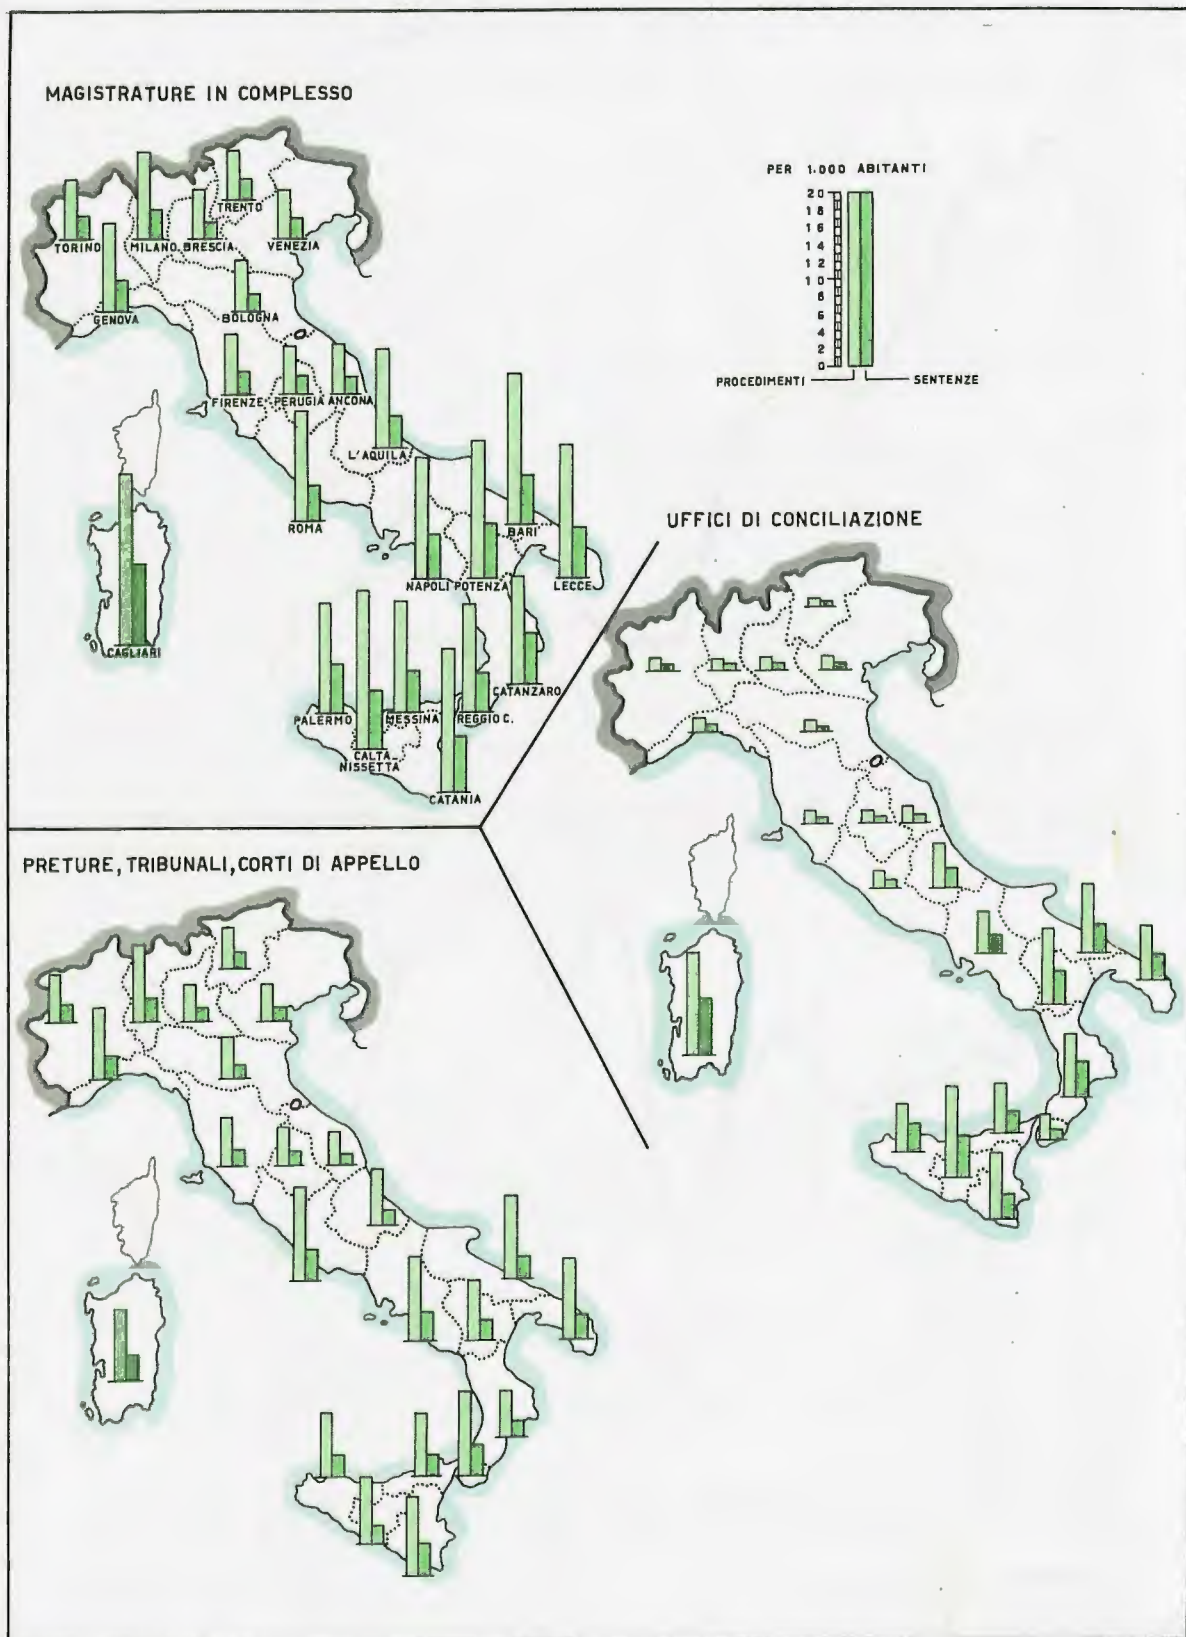 MAGISTRATURE IN COMPLESSO
PER 1.000 ABITANTI
20
18
16
14
12
10
8
6
4
2
0
PROCEDIMENTI
SENTENZE
TRENTO
TORINO
MILANO
BRESCIA
VENEZIA
GENOVA
BOLOGNA
FIRENZE
PERUGIA
ANCONA
L'AQUILA
ROMA
BARI
NAPOLI
POTENZA
LECCE
CAGLIARI
CATANZARO
PALERMO
MESSINA
REGGIO C.
CALTA_
NISSETTA
CATANIA
UFFICI DI CONCILIAZIONE
PRETURE, TRIBUNALI, CORTI DI APPELLO